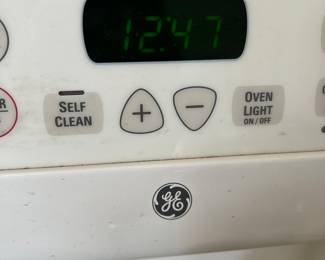 12:47
SELF
CLEAN
+
−
OVEN
LIGHT
ON / OFF
R
GE